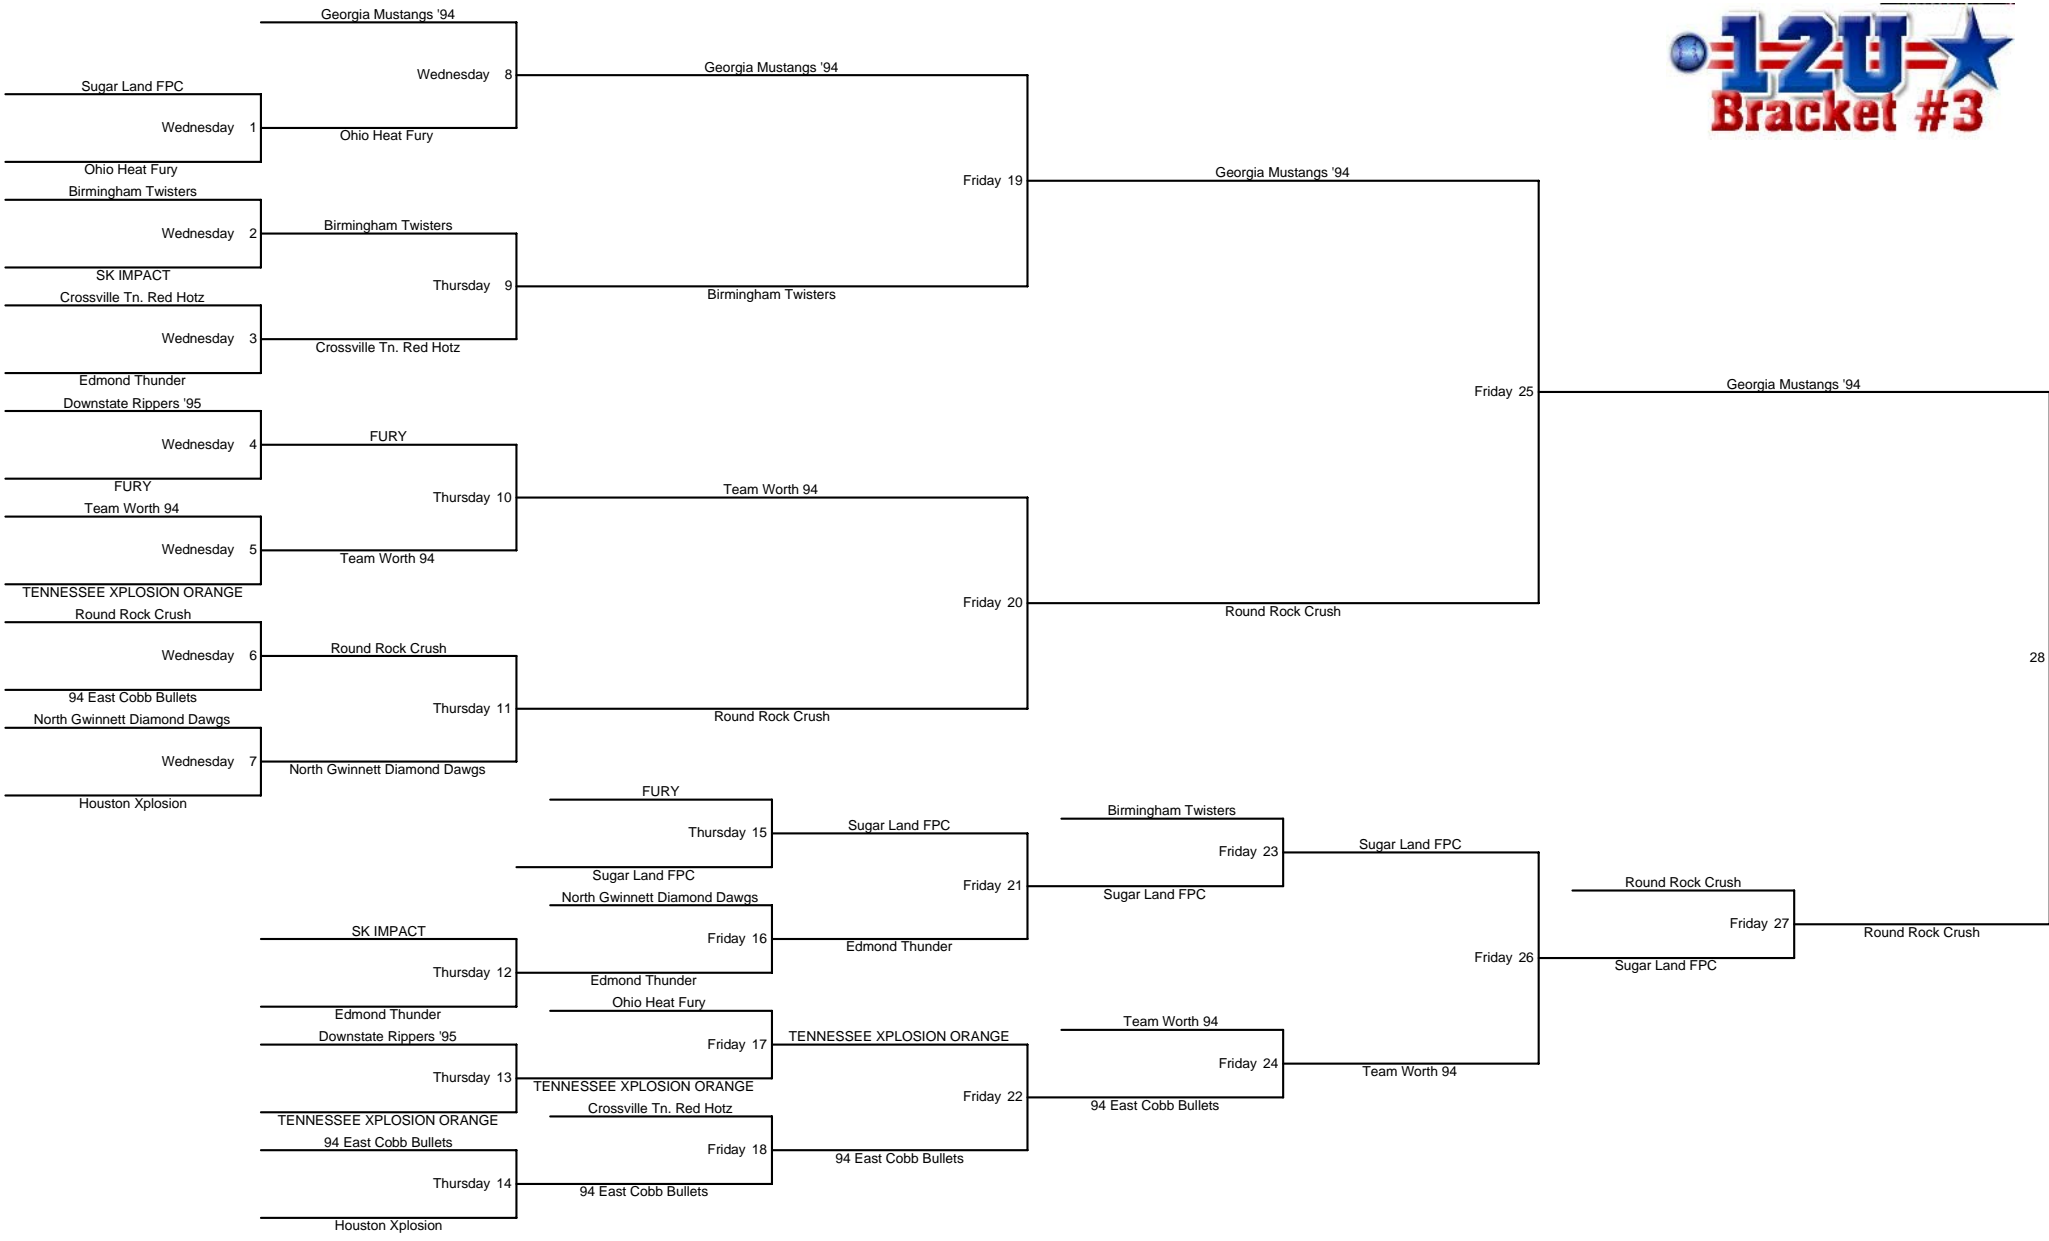 12U
Bracket #3
Georgia Mustangs '94
Wednesday 8
Georgia Mustangs '94
Sugar Land FPC
Wednesday 1
Ohio Heat Fury
Ohio Heat Fury
Birmingham Twisters
Friday 19
Georgia Mustangs '94
Wednesday 2
Birmingham Twisters
SK IMPACT
Crossville Tn. Red Hotz
Thursday 9
Birmingham Twisters
Wednesday 3
Crossville Tn. Red Hotz
Edmond Thunder
Friday 25
Georgia Mustangs '94
Downstate Rippers '95
Wednesday 4
FURY
FURY
Team Worth 94
Thursday 10
Team Worth 94
Wednesday 5
Team Worth 94
TENNESSEE XPLOSION ORANGE
Round Rock Crush
Friday 20
Round Rock Crush
Wednesday 6
Round Rock Crush
28
94 East Cobb Bullets
North Gwinnett Diamond Dawgs
Thursday 11
Round Rock Crush
Wednesday 7
North Gwinnett Diamond Dawgs
Houston Xplosion
FURY
Thursday 15
Sugar Land FPC
Sugar Land FPC
Birmingham Twisters
Friday 23
Sugar Land FPC
Friday 21
Sugar Land FPC
North Gwinnett Diamond Dawgs
Round Rock Crush
Friday 27
Round Rock Crush
SK IMPACT
Friday 16
Edmond Thunder
Thursday 12
Edmond Thunder
Friday 26
Sugar Land FPC
Edmond Thunder
Ohio Heat Fury
Downstate Rippers '95
Friday 17
TENNESSEE XPLOSION ORANGE
Team Worth 94
Friday 24
Team Worth 94
Thursday 13
TENNESSEE XPLOSION ORANGE
Friday 22
94 East Cobb Bullets
TENNESSEE XPLOSION ORANGE
Crossville Tn. Red Hotz
94 East Cobb Bullets
Friday 18
94 East Cobb Bullets
Thursday 14
94 East Cobb Bullets
Houston Xplosion